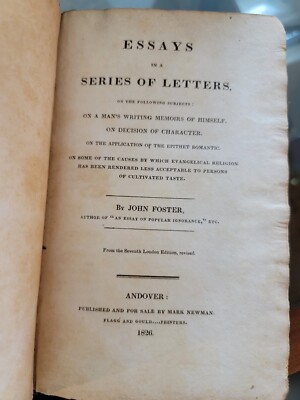 ESSAYS
IN A
SERIES OF LETTERS,
ON THE FOLLOWING SUBJECTS:
ON A MAN'S WRITING MEMOIRS OF HIMSELF.
ON DECISION OF CHARACTER.
ON THE APPLICATION OF THE EPITHET ROMANTIC.
ON SOME OF THE CAUSES BY WHICH EVANGELICAL RELIGION
HAS BEEN RENDERED LESS ACCEPTABLE TO PERSONS
OF CULTIVATED TASTE.
BY JOHN FOSTER,
AUTHOR OF "AN ESSAY ON POPULAR IGNORANCE," ETC.
From the Seventh London Edition, revised.
ANDOVER:
PUBLISHED AND FOR SALE BY MARK NEWMAN.
FLAGG AND GOULD....PRINTERS.
1826.